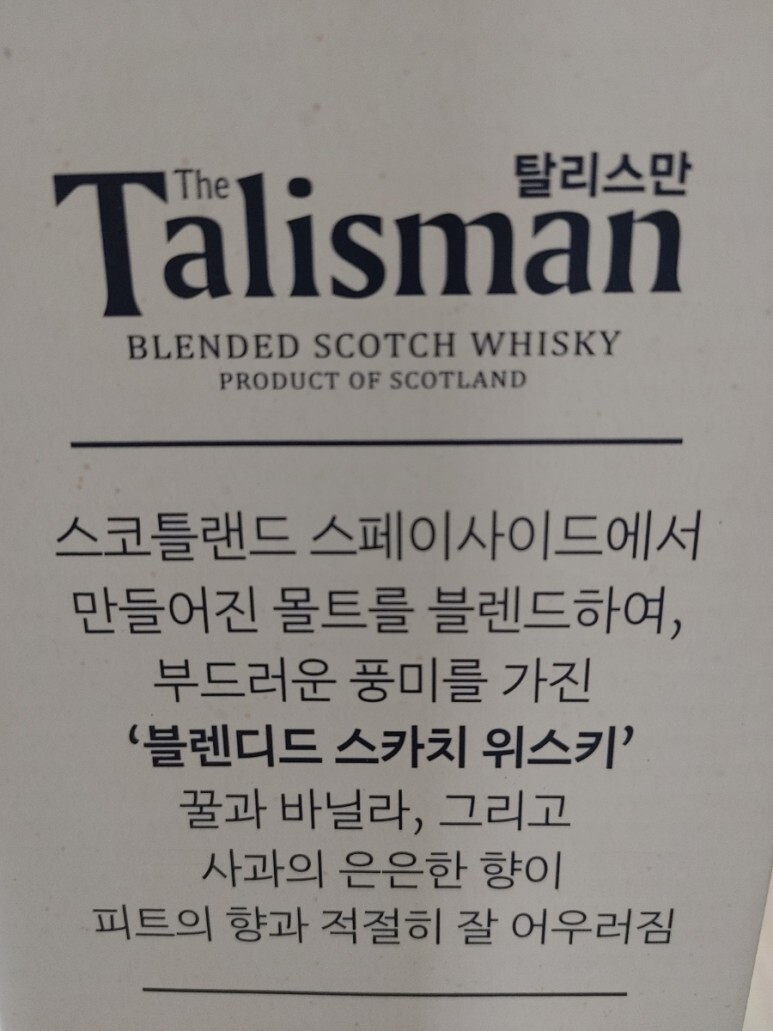 The
탈리스만
Talisman
BLENDED SCOTCH WHISKY
PRODUCT OF SCOTLAND
스코틀랜드 스페이사이드에서
만들어진 몰트를 블렌드하여,
부드러운 풍미를 가진
‘블렌디드 스카치 위스키’
꿀과 바닐라, 그리고
사과의 은은한 향이
피트의 향과 적절히 잘 어우러짐